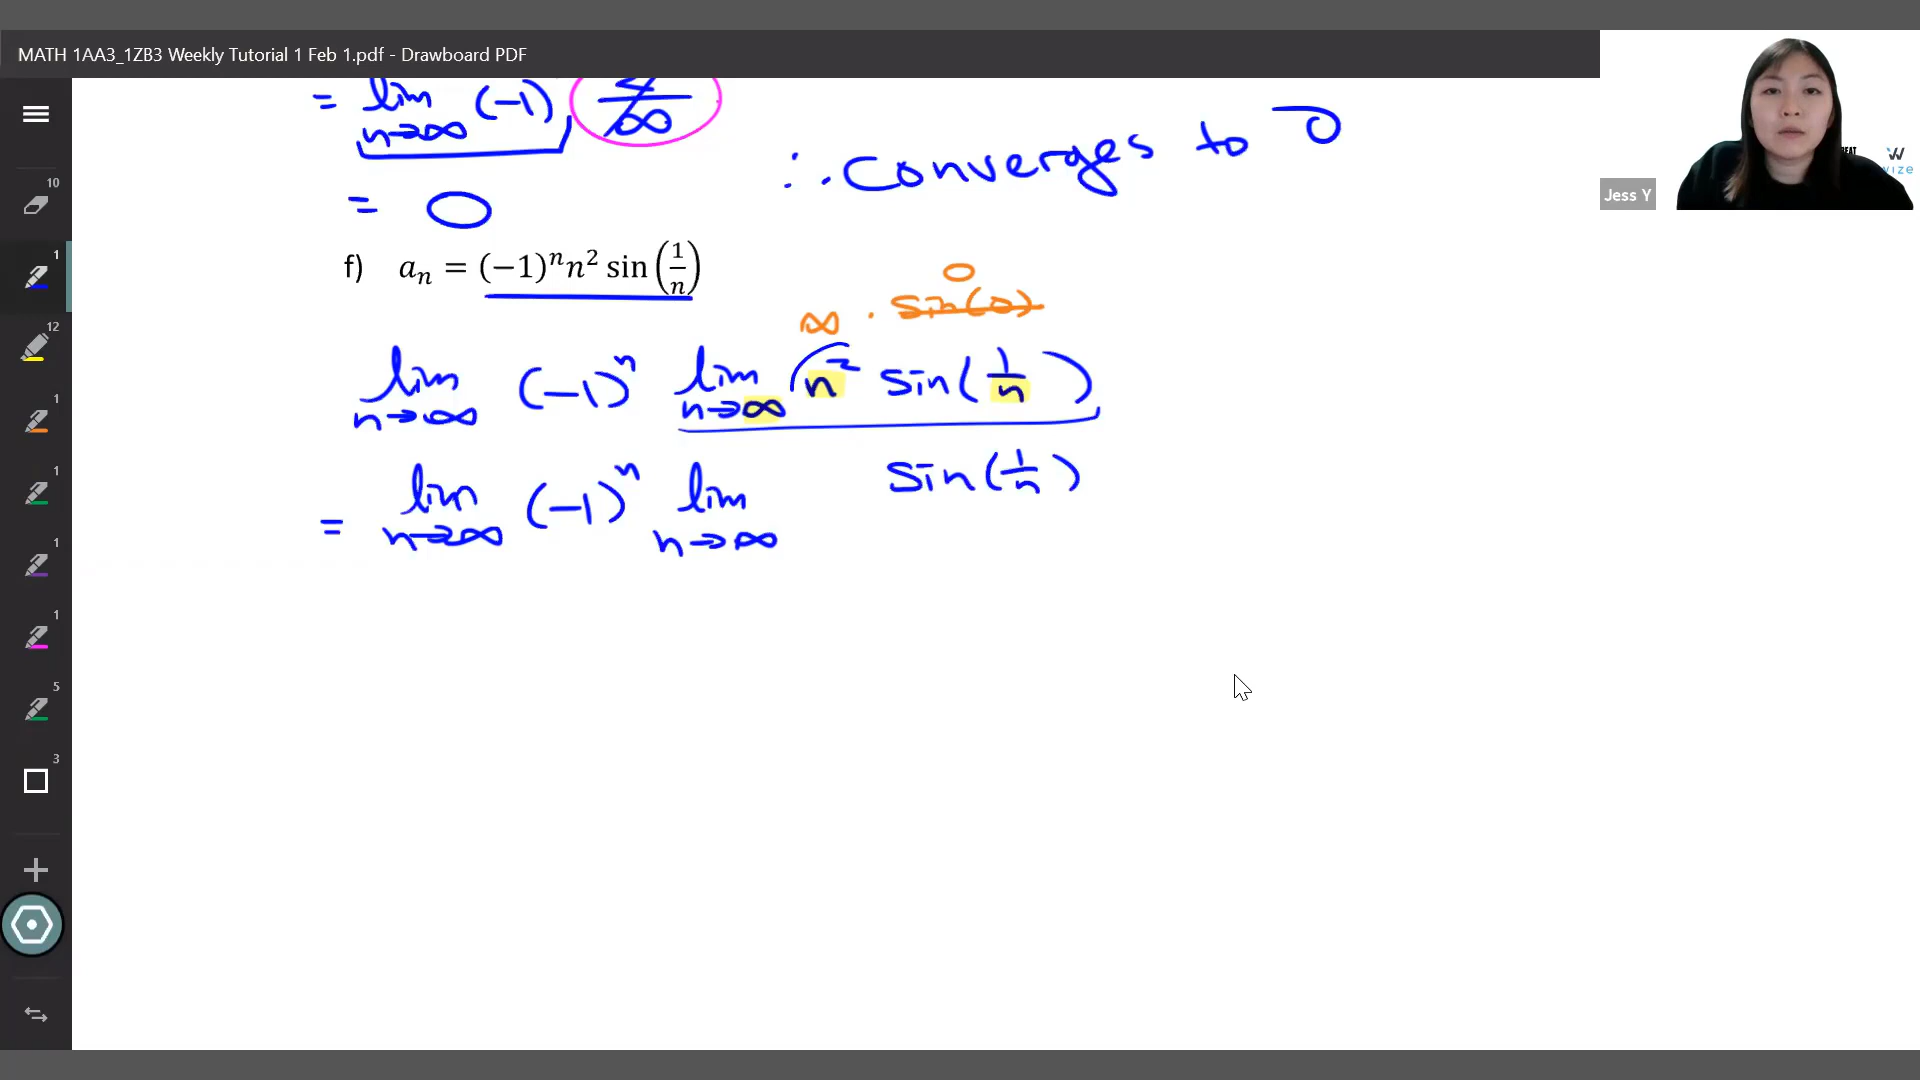 MATH 1AA3_1ZB3 Weekly Tutorial 1 Feb 1.pdf - Drawboard PDF
= lim n→∞ (-1) /∞
∴ converges to 0
= 0
f) aₙ = (−1)ⁿn² sin(1/n)
∞ · sin(0) 0
lim n→∞ (-1)ⁿ lim n→∞ (n² sin(1/n))
= lim n→∞ (-1)ⁿ lim n→∞ sin(1/n)
Jess Y
10
1
12
1
1
1
1
5
3